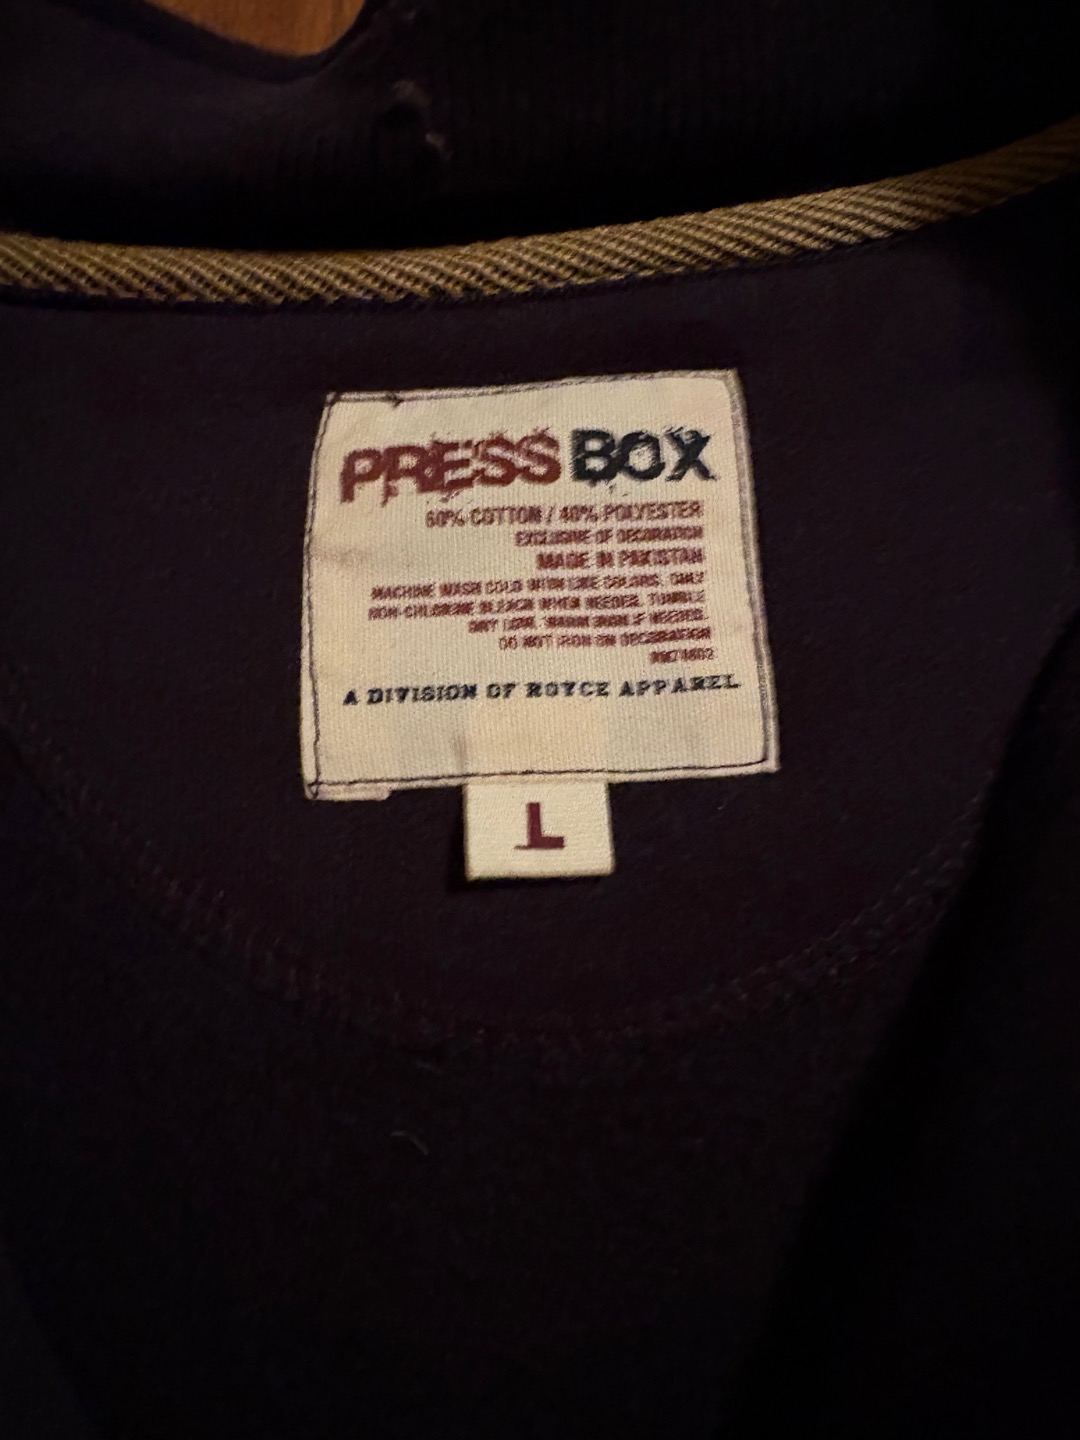 PRESS BOX
60% COTTON / 40% POLYESTER
EXCLUSIVE OF DECORATION
MADE IN PAKISTAN
MACHINE WASH COLD WITH LIKE COLORS, ONLY
NON-CHLORINE BLEACH WHEN NEEDED. TUMBLE
DRY LOW, WARM IRON IF NEEDED.
DO NOT IRON ON DECORATION
A DIVISION OF ROYCE APPAREL
L